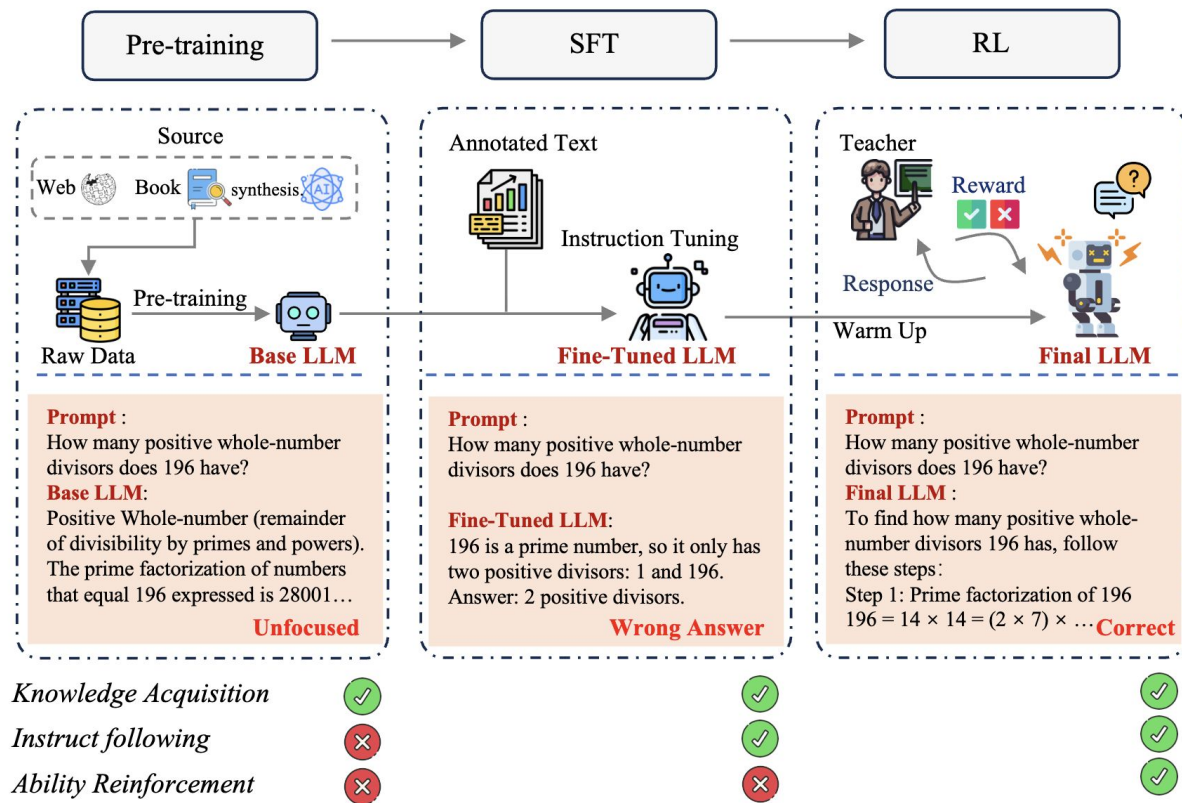 Pre-training
SFT
RL
Source
Web
Book
synthesis
AI
Raw Data
Pre-training
Base LLM
Prompt :
How many positive whole-number
divisors does 196 have?
Base LLM:
Positive Whole-number (remainder
of divisibility by primes and powers).
The prime factorization of numbers
that equal 196 expressed is 28001…
Unfocused
Annotated Text
Instruction Tuning
Fine-Tuned LLM
Prompt :
How many positive whole-number
divisors does 196 have?
Fine-Tuned LLM:
196 is a prime number, so it only has
two positive divisors: 1 and 196.
Answer: 2 positive divisors.
Wrong Answer
Teacher
Reward
?
Response
Warm Up
Final LLM
Prompt :
How many positive whole-number
divisors does 196 have?
Final LLM :
To find how many positive whole-
number divisors 196 has, follow
these steps:
Step 1: Prime factorization of 196
196 = 14 × 14 = (2 × 7) × …
Correct
Knowledge Acquisition
Instruct following
Ability Reinforcement